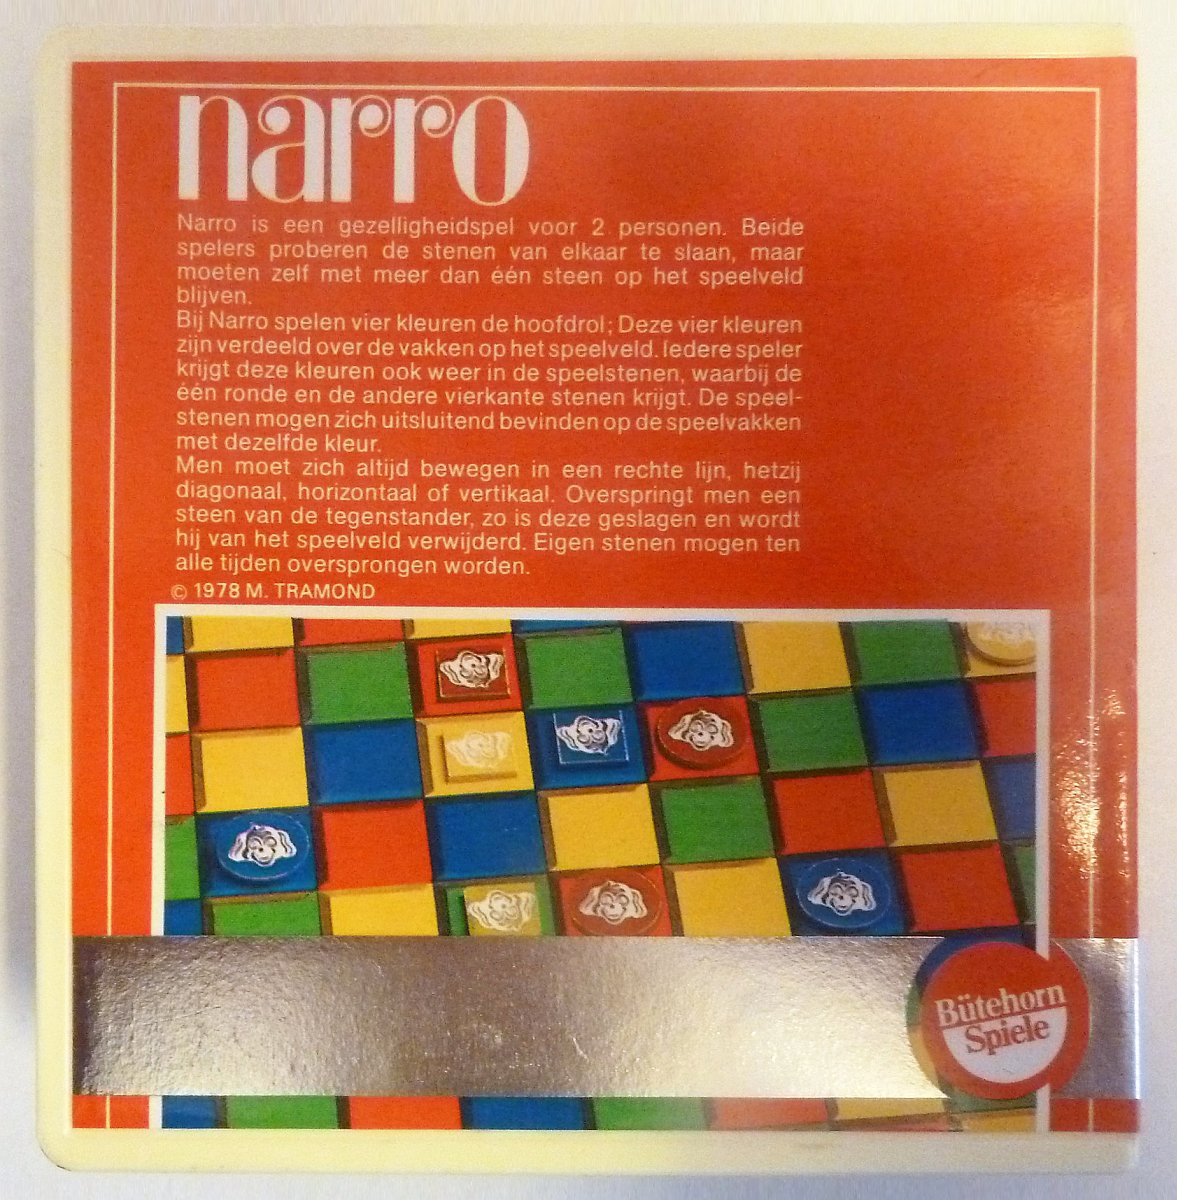 narro
Narro is een gezelligheidspel voor 2 personen. Beide
spelers proberen de stenen van elkaar te slaan, maar
moeten zelf met meer dan één steen op het speelveld
blijven.
Bij Narro spelen vier kleuren de hoofdrol; Deze vier kleuren
zijn verdeeld over de vakken op het speelveld. Iedere speler
krijgt deze kleuren ook weer in de speelstenen, waarbij de
één ronde en de andere vierkante stenen krijgt. De speel-
stenen mogen zich uitsluitend bevinden op de speelvakken
met dezelfde kleur.
Men moet zich altijd bewegen in een rechte lijn, hetzij
diagonaal, horizontaal of vertikaal. Overspringt men een
steen van de tegenstander, zo is deze geslagen en wordt
hij van het speelveld verwijderd. Eigen stenen mogen ten
alle tijden oversprongen worden.
© 1978 M. TRAMOND
Bütehorn
Spiele